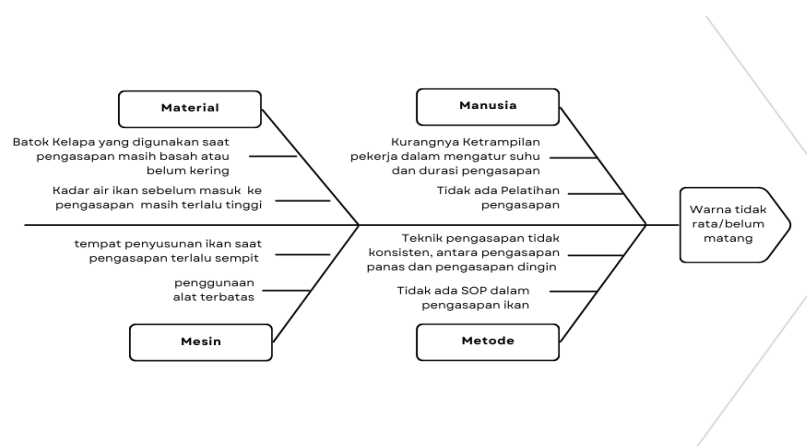 Material
Batok Kelapa yang digunakan saat
pengasapan masih basah atau
belum kering
Kadar air ikan sebelum masuk ke
pengasapan masih terlalu tinggi
Manusia
Kurangnya Ketrampilan
pekerja dalam mengatur suhu
dan durasi pengasapan
Tidak ada Pelatihan
pengasapan
Warna tidak
rata/belum
matang
tempat penyusunan ikan saat
pengasapan terlalu sempit
penggunaan
alat terbatas
Mesin
Teknik pengasapan tidak
konsisten, antara pengasapan
panas dan pengasapan dingin
Tidak ada SOP dalam
pengasapan ikan
Metode